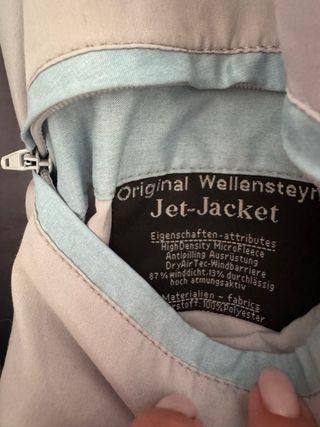 Original Wellensteyn
Jet-Jacket
Eigenschaften-attributes
HighDensity MicroFleece
Antipilling Ausrüstung
DryAirTec-Windbarriere
87% winddicht.13% durchlässig
hoch atmungsaktiv
Materialien - fabrics
100%Polyester